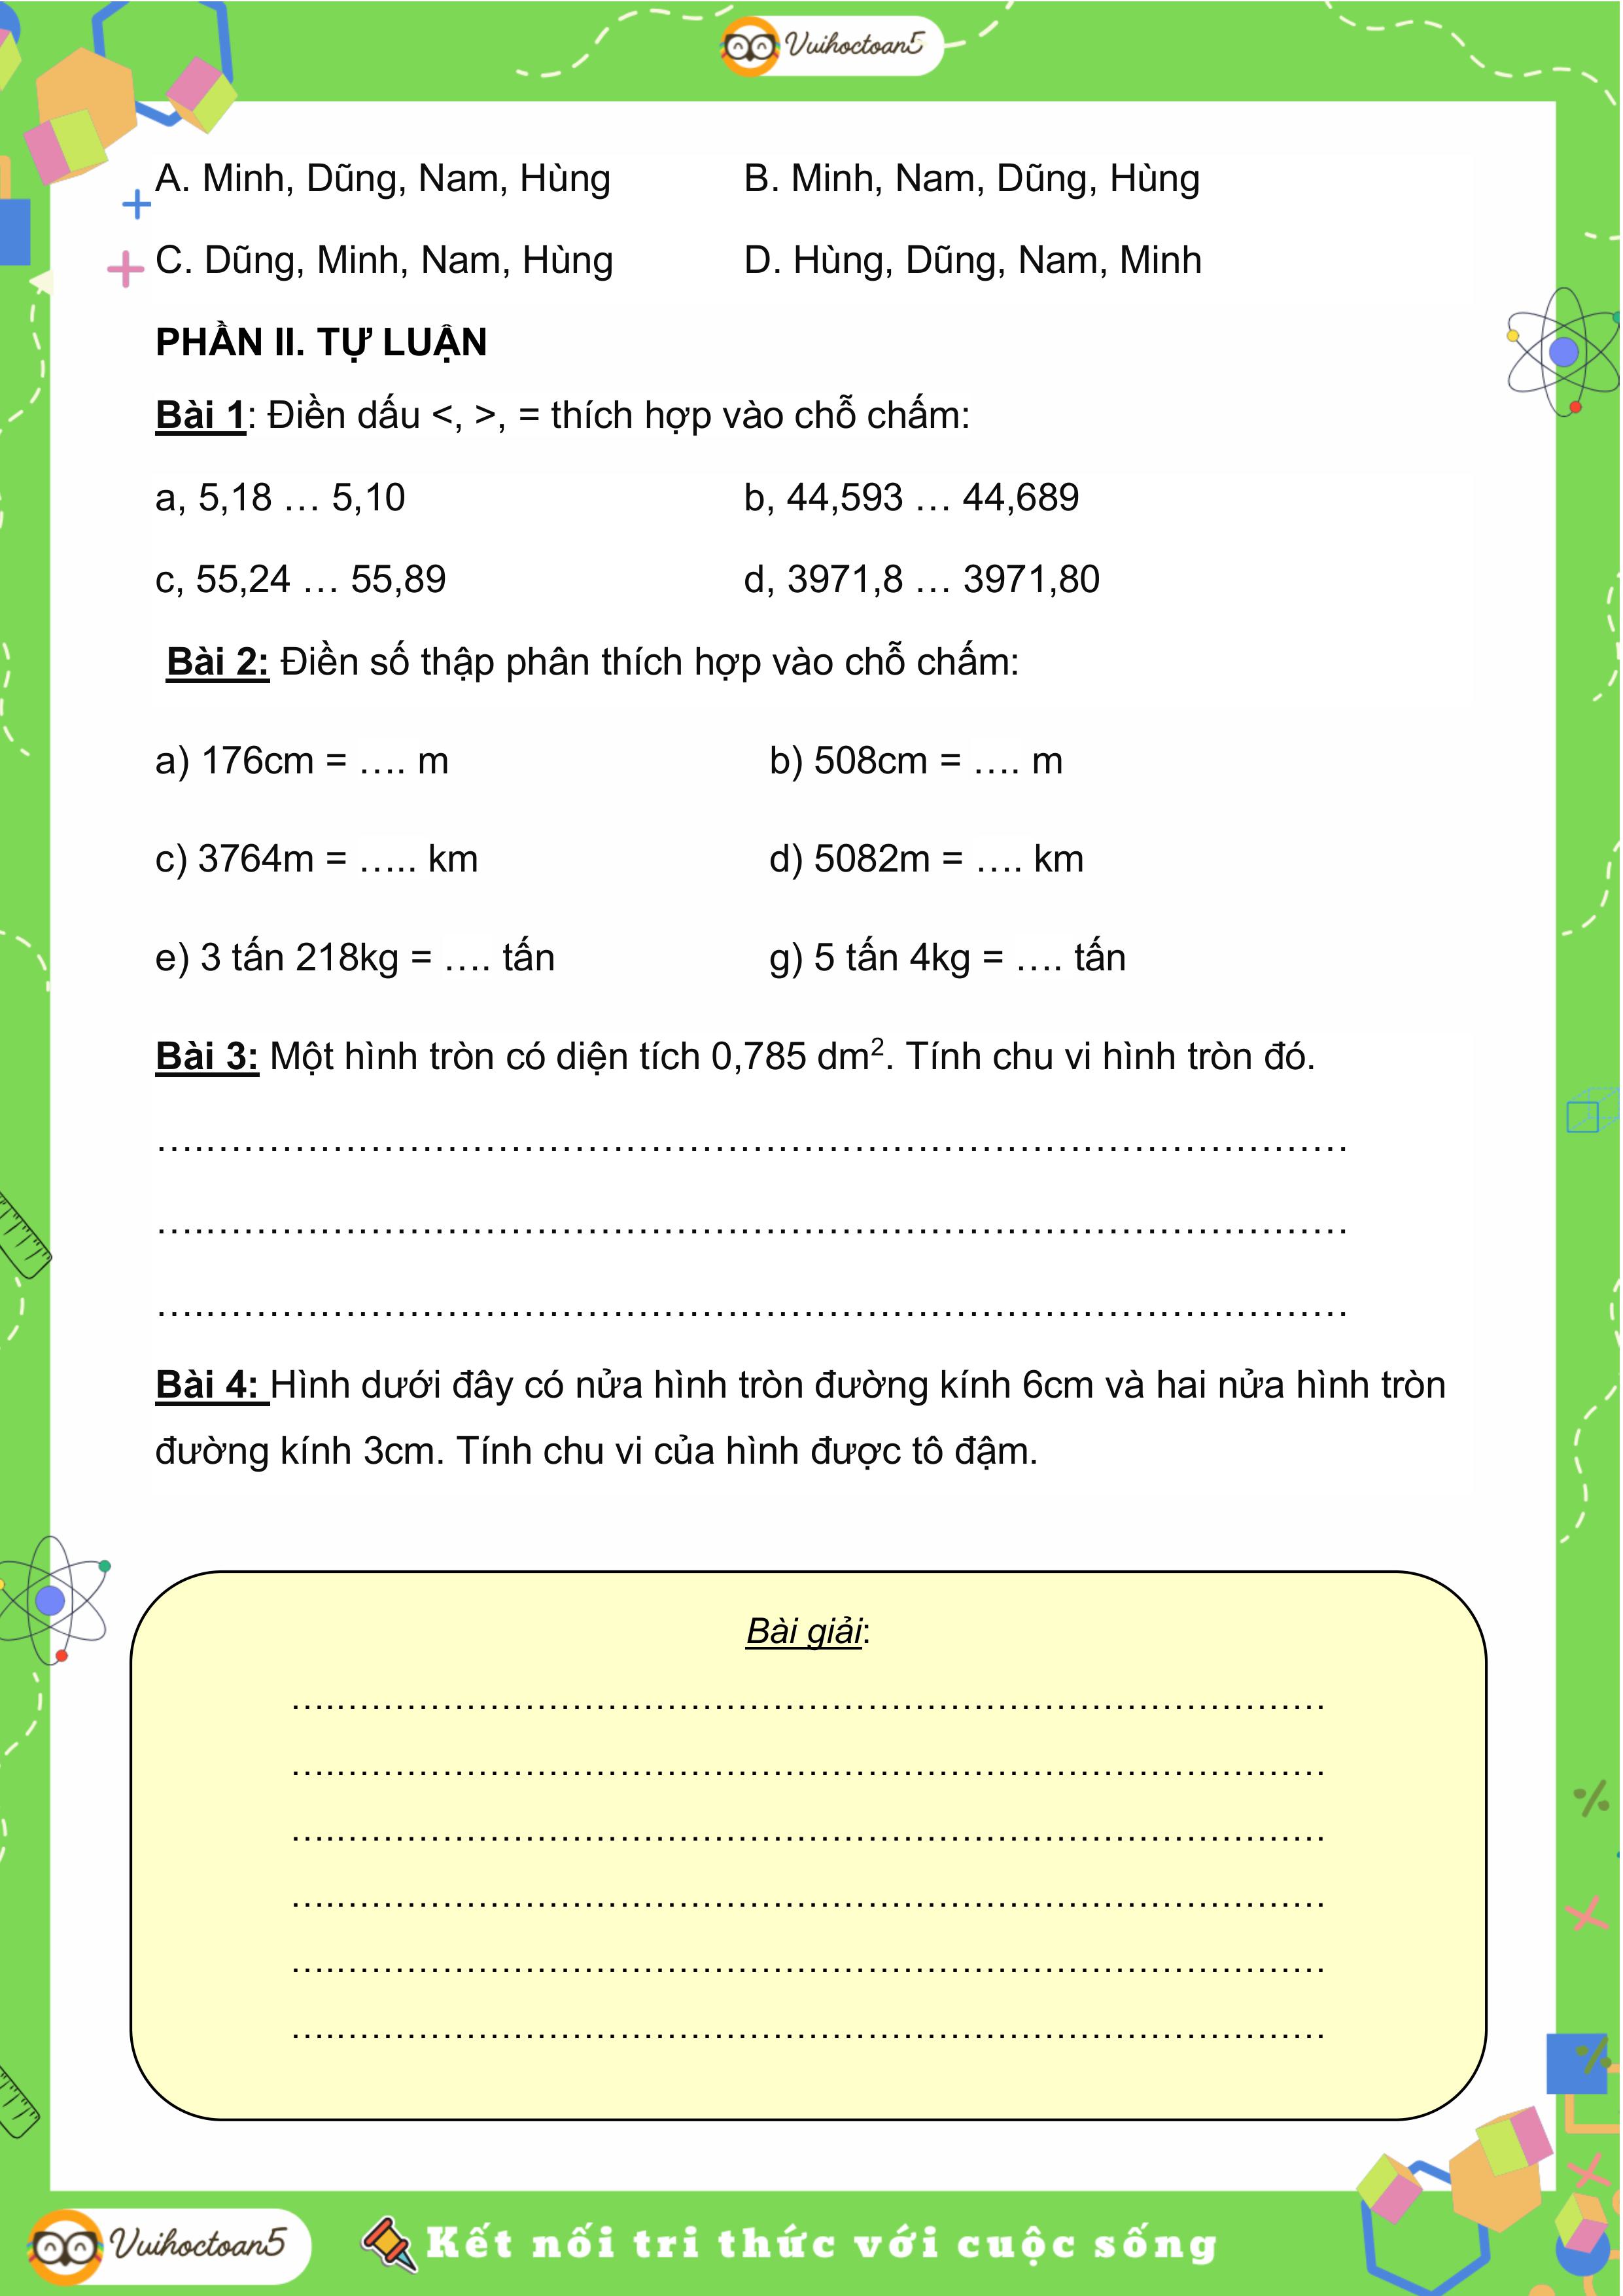 Vuihoctoan5
A. Minh, Dũng, Nam, Hùng B. Minh, Nam, Dũng, Hùng
C. Dũng, Minh, Nam, Hùng D. Hùng, Dũng, Nam, Minh
PHẦN II. TỰ LUẬN
Bài 1: Điền dấu <, >, = thích hợp vào chỗ chấm:
a, 5,18 … 5,10 b, 44,593 … 44,689
c, 55,24 … 55,89 d, 3971,8 … 3971,80
Bài 2: Điền số thập phân thích hợp vào chỗ chấm:
a) 176cm = …. m b) 508cm = …. m
c) 3764m = ….. km d) 5082m = …. km
e) 3 tấn 218kg = …. tấn g) 5 tấn 4kg = …. tấn
Bài 3: Một hình tròn có diện tích 0,785 dm². Tính chu vi hình tròn đó.
………………………………………………………………………………
………………………………………………………………………………
………………………………………………………………………………
Bài 4: Hình dưới đây có nửa hình tròn đường kính 6cm và hai nửa hình tròn
đường kính 3cm. Tính chu vi của hình được tô đậm.
Bài giải:
………………………………………………………………………………
………………………………………………………………………………
………………………………………………………………………………
………………………………………………………………………………
………………………………………………………………………………
………………………………………………………………………………
Vuihoctoan5 Kết nối tri thức với cuộc sống